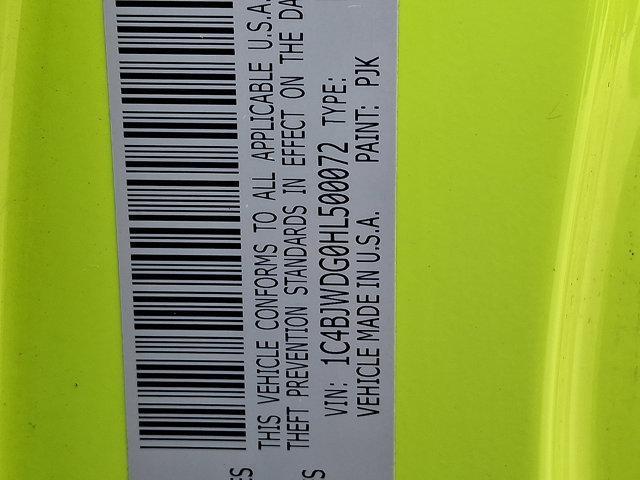 THIS VEHICLE CONFORMS TO ALL APPLICABLE U.S.A.
THEFT PREVENTION STANDARDS IN EFFECT ON THE DA
VIN: 1C4BJWDG0HL500072 TYPE:
VEHICLE MADE IN U.S.A. PAINT: PJK
ES
S